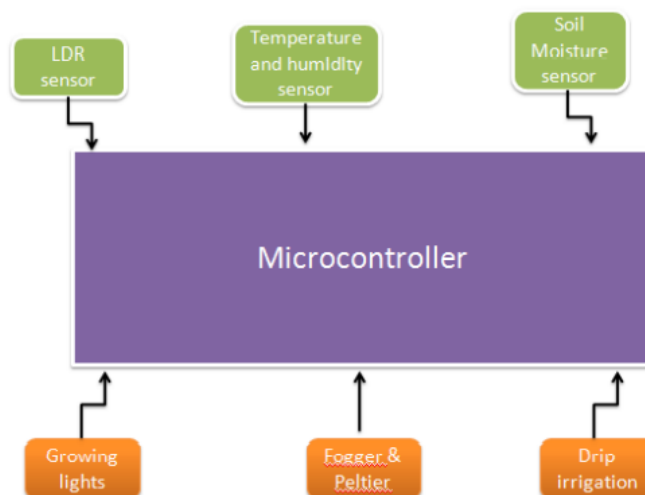 LDR
sensor
Temperature
and humidity
sensor
Soil
Moisture
sensor
Microcontroller
Growing
lights
Fogger &
Peltier
Drip
irrigation